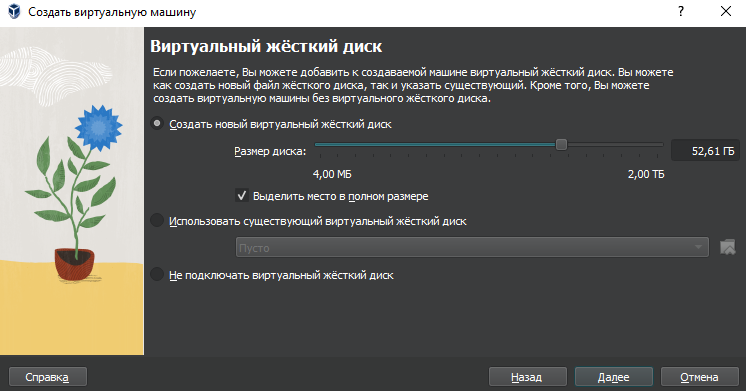 Создать виртуальную машину
Виртуальный жёсткий диск
Если пожелаете, Вы можете добавить к создаваемой машине виртуальный жёсткий диск. Вы можете
как создать новый файл жёсткого диска, так и указать существующий. Кроме того, Вы можете
создать виртуальную машины без виртуального жёсткого диска.
Создать новый виртуальный жёсткий диск
Размер диска:
52,61 ГБ
4,00 МБ
2,00 ТБ
Выделить место в полном размере
Использовать существующий виртуальный жёсткий диск
Пусто
Не подключать виртуальный жёсткий диск
Справка
Назад
Далее
Отмена